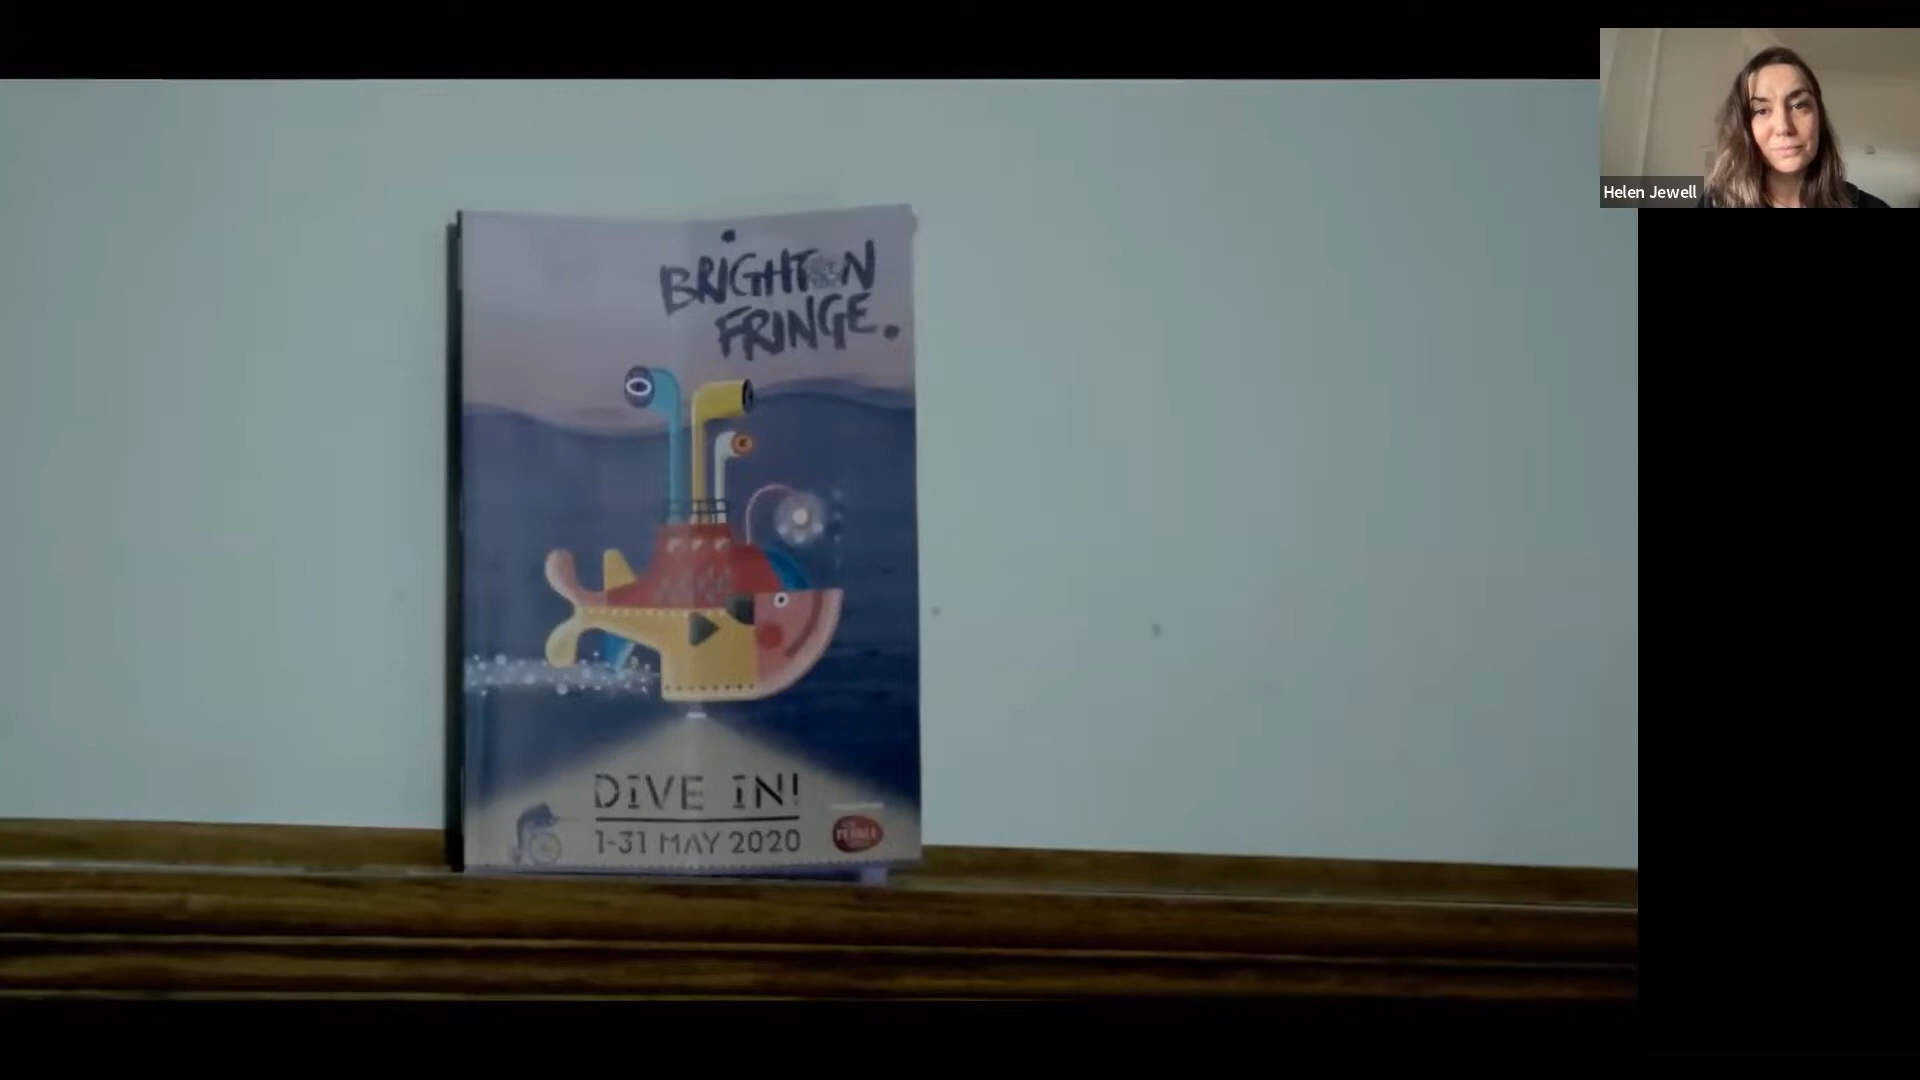 BRIGHTON
FRINGE.
DIVE IN!
1-31 MAY 2020
Helen Jewell